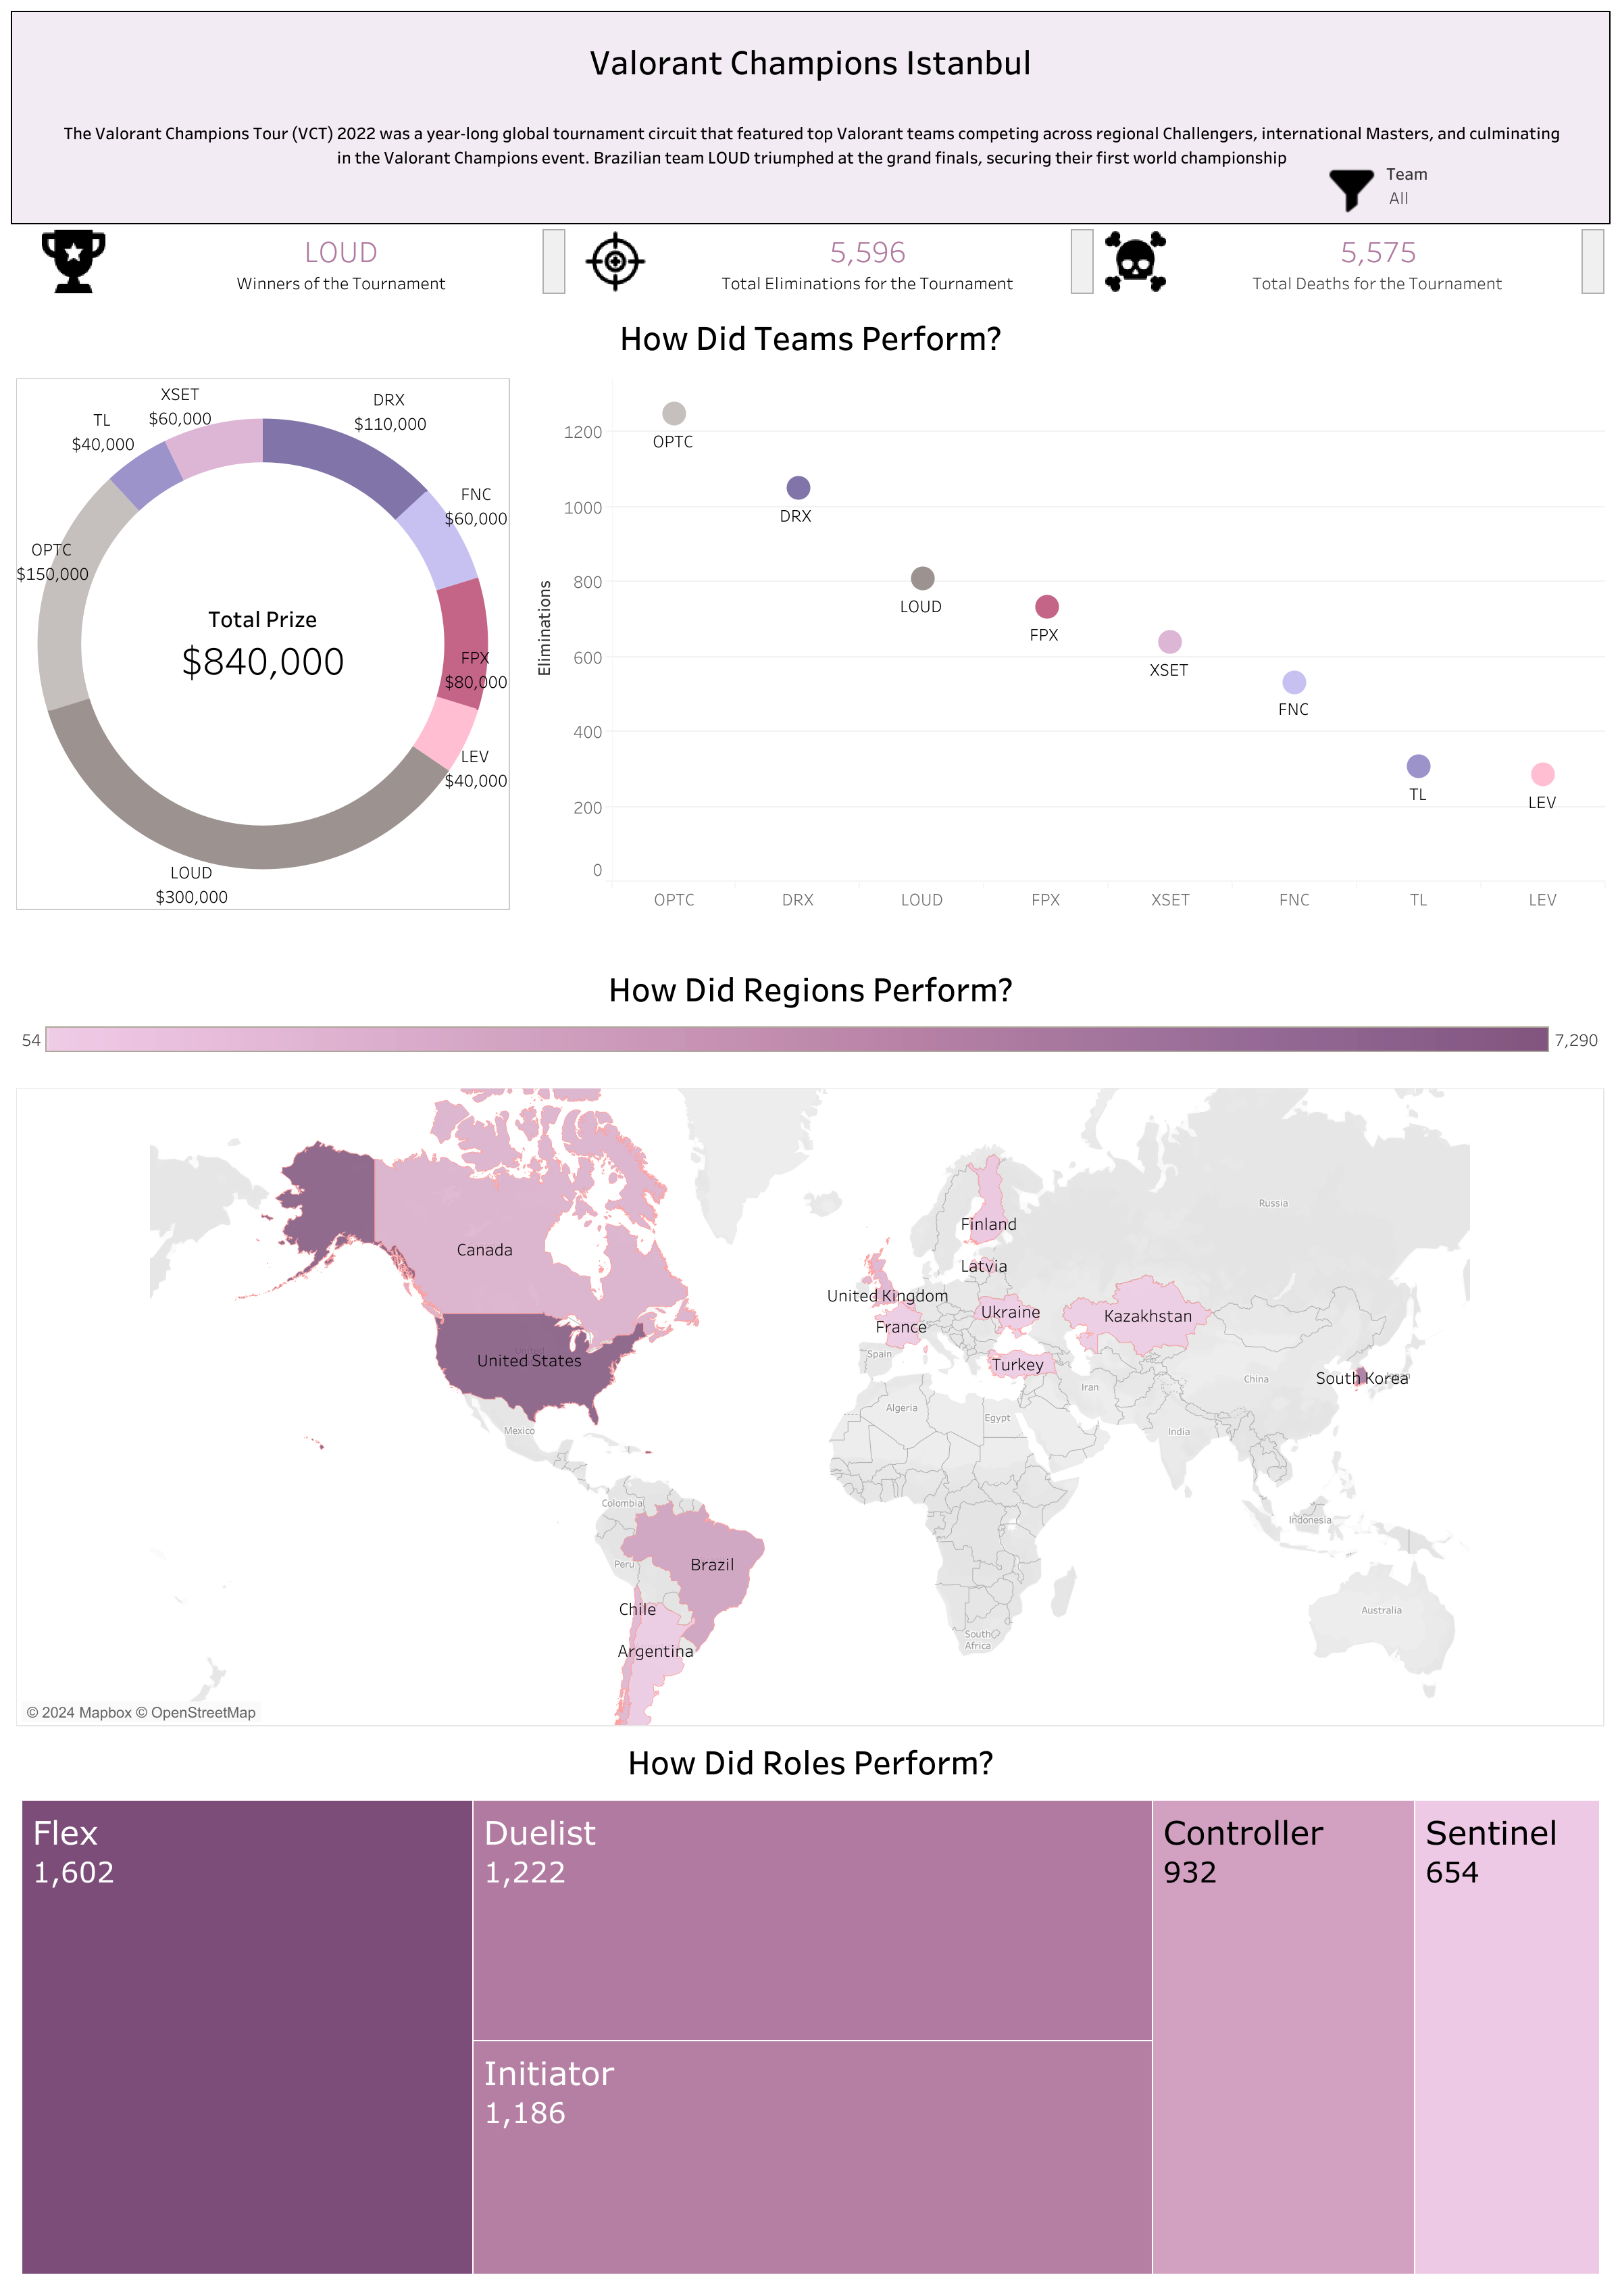 Valorant Champions Istanbul
The Valorant Champions Tour (VCT) 2022 was a year-long global tournament circuit that featured top Valorant teams competing across regional Challengers, international Masters, and culminating
in the Valorant Champions event. Brazilian team LOUD triumphed at the grand finals, securing their first world championship
Team
All
LOUD
Winners of the Tournament
5,596
Total Eliminations for the Tournament
5,575
Total Deaths for the Tournament
How Did Teams Perform?
XSET
$60,000
DRX
$110,000
TL
$40,000
FNC
$60,000
OPTC
$150,000
Total Prize
$840,000
FPX
$80,000
LEV
$40,000
LOUD
$300,000
Eliminations
1200
1000
800
600
400
200
0
OPTC
DRX
LOUD
FPX
XSET
FNC
TL
LEV
OPTC
DRX
LOUD
FPX
XSET
FNC
TL
LEV
How Did Regions Perform?
54
7,290
Russia
Finland
Canada
Latvia
United Kingdom
Ukraine
Kazakhstan
France
Spain
United States
Turkey
South Korea
China
Iran
Algeria
Egypt
Mexico
India
Colombia
Indonesia
Peru
Brazil
Chile
Australia
South
Africa
Argentina
© 2024 Mapbox © OpenStreetMap
How Did Roles Perform?
Flex
1,602
Duelist
1,222
Initiator
1,186
Controller
932
Sentinel
654